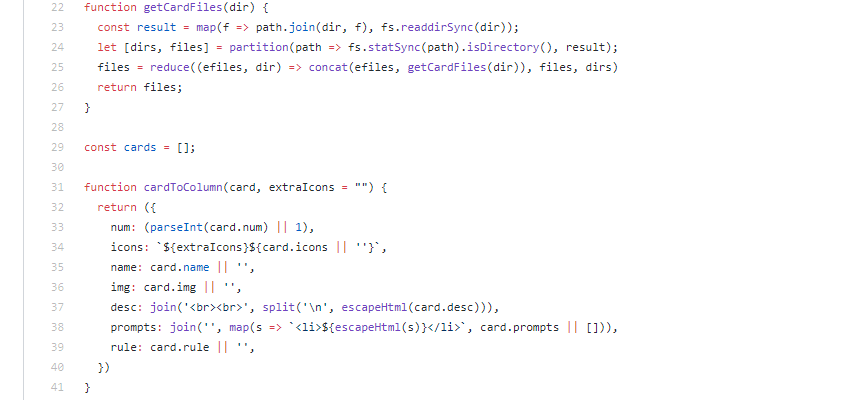 22 function getCardFiles(dir) {
23   const result = map(f => path.join(dir, f), fs.readdirSync(dir));
24   let [dirs, files] = partition(path => fs.statSync(path).isDirectory(), result);
25   files = reduce((efiles, dir) => concat(efiles, getCardFiles(dir)), files, dirs)
26   return files;
27 }
28
29 const cards = [];
30
31 function cardToColumn(card, extraIcons = "") {
32   return ({
33     num: (parseInt(card.num) || 1),
34     icons: `${extraIcons}${card.icons || ''}`,
35     name: card.name || '',
36     img: card.img || '',
37     desc: join('<br><br>', split('\n', escapeHtml(card.desc))),
38     prompts: join('', map(s => `<li>${escapeHtml(s)}</li>`, card.prompts || [])),
39     rule: card.rule || '',
40   })
41 }